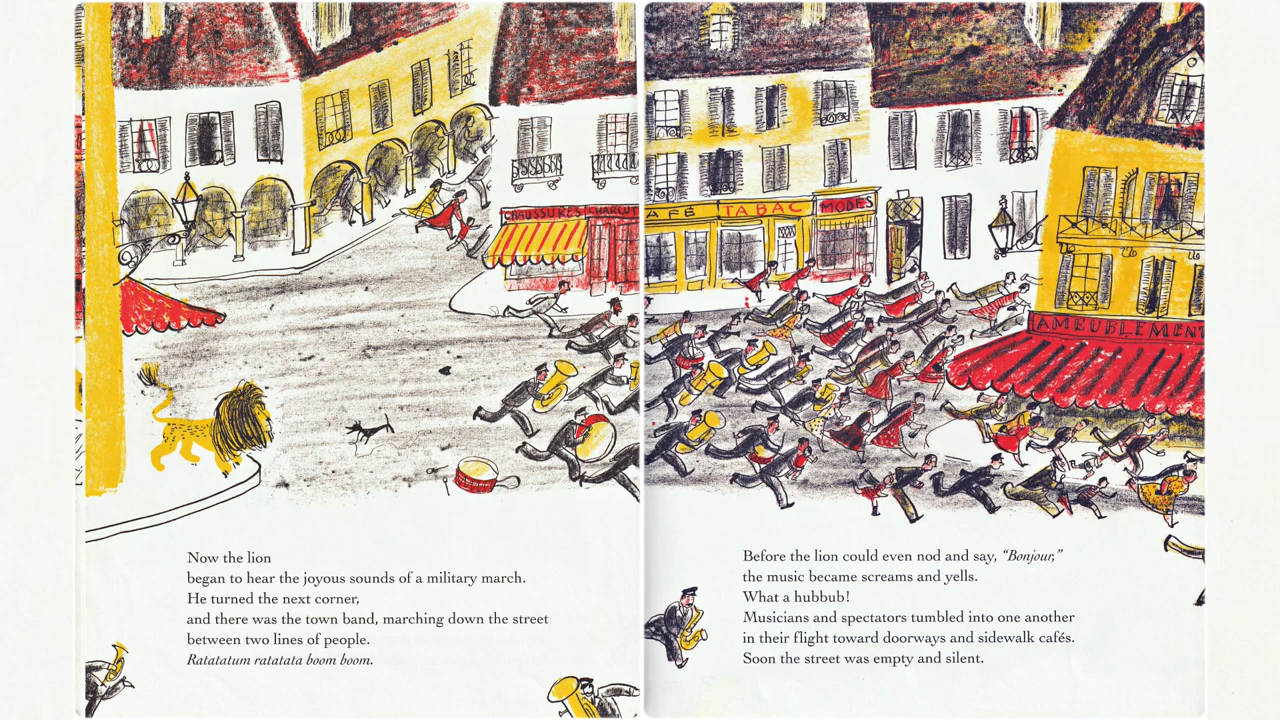 CHAUSSURES
CHARCUT
AFÉ
TABAC
MODES
AMEUBLEMENT
Now the lion
began to hear the joyous sounds of a military march.
He turned the next corner,
and there was the town band, marching down the street
between two lines of people.
Ratatatum ratatata boom boom.
Before the lion could even nod and say, “Bonjour,”
the music became screams and yells.
What a hubbub!
Musicians and spectators tumbled into one another
in their flight toward doorways and sidewalk cafés.
Soon the street was empty and silent.